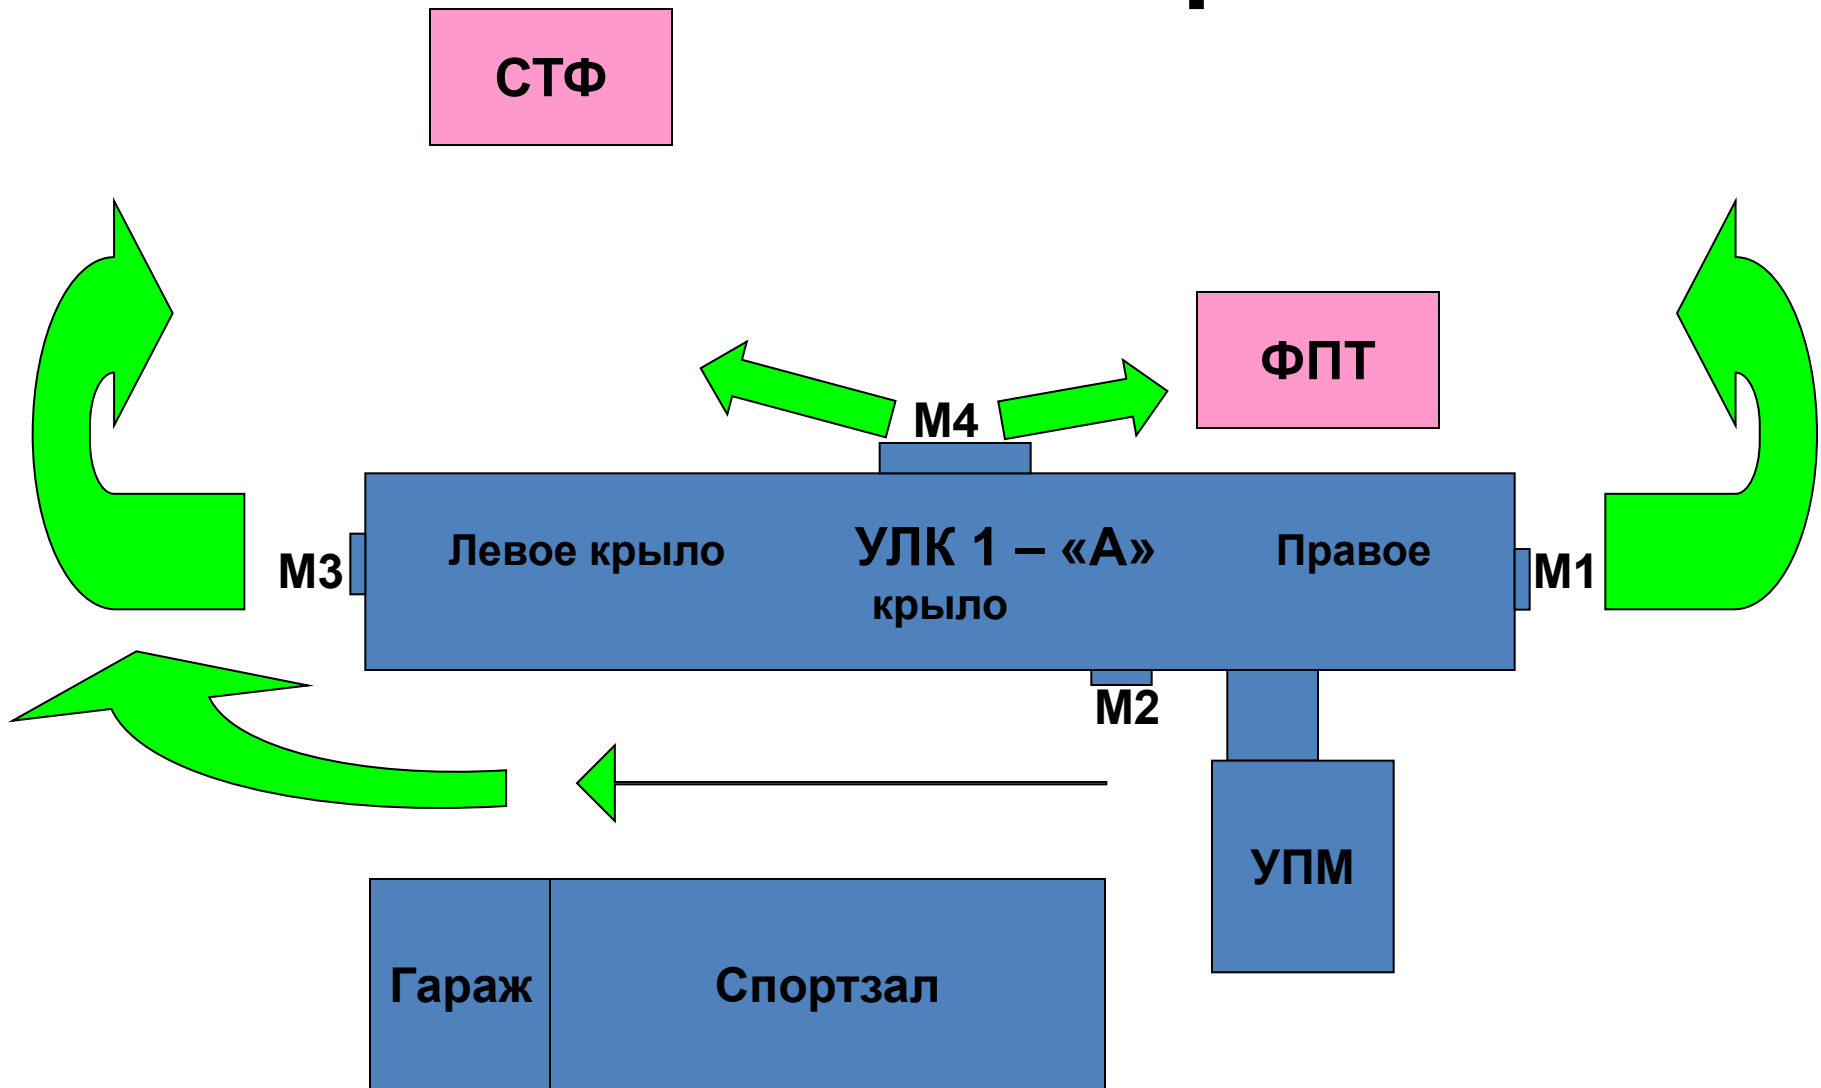 СТФ
ФПТ
М4
Левое крыло УЛК 1 – «А» Правое
крыло
М3
М1
М2
УПМ
Гараж
Спортзал